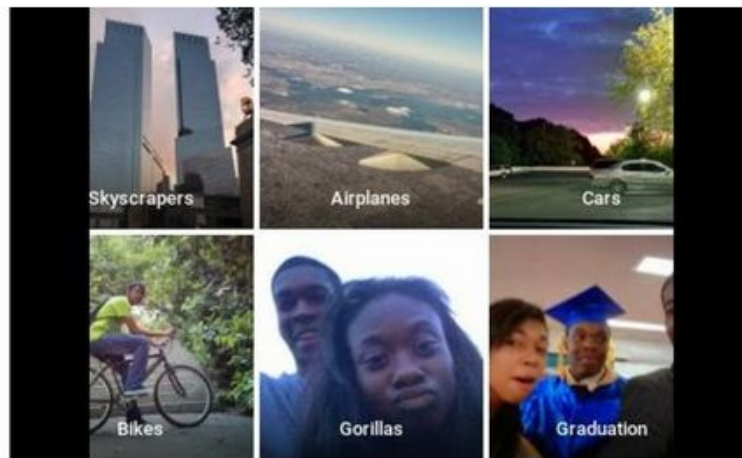 Skyscrapers
Airplanes
Cars
Bikes
Gorillas
Graduation